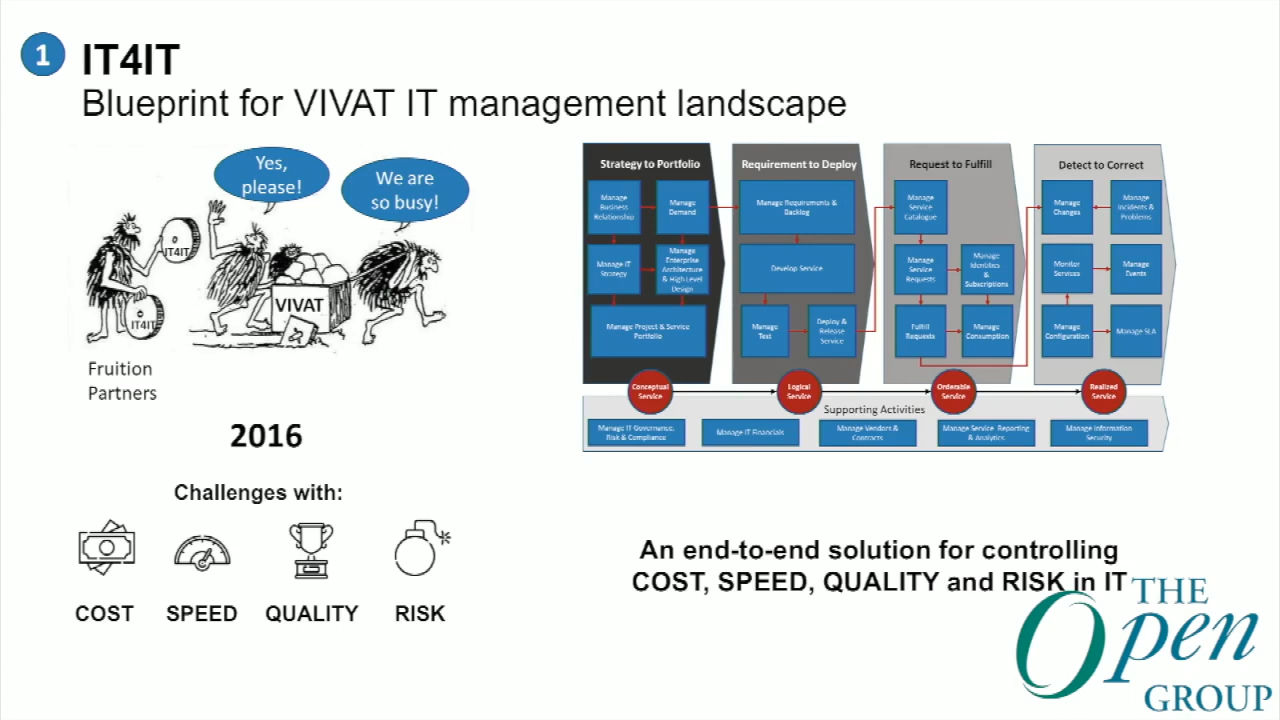 1
IT4IT
Blueprint for VIVAT IT management landscape
Yes,
please!
We are
so busy!
IT4IT
IT4IT
VIVAT
Fruition
Partners
2016
Challenges with:
COST
SPEED
QUALITY
RISK
Strategy to Portfolio
Manage
Business
Relationship
Manage
Demand
Manage IT
Strategy
Manage
Enterprise
Architecture
& High Level
Design
Manage Project & Service
Portfolio
Requirement to Deploy
Manage Requirements &
Backlog
Develop Service
Manage
Test
Deploy &
Release
Service
Request to Fulfill
Manage
Service
Catalogue
Manage
Service
Requests
Manage
Identities
&
Subscriptions
Fulfill
Requests
Manage
Consumption
Detect to Correct
Manage
Changes
Manage
Incidents &
Problems
Monitor
Services
Manage
Events
Manage
Configuration
Manage SLA
Conceptual
Service
Logical
Service
Orderable
Service
Realized
Service
Supporting Activities
Manage IT Governance,
Risk & Compliance
Manage IT Financials
Manage Vendors &
Contracts
Manage Service Reporting
& Analytics
Manage Information
Security
An end-to-end solution for controlling
COST, SPEED, QUALITY and RISK in IT
THE
Open
GROUP